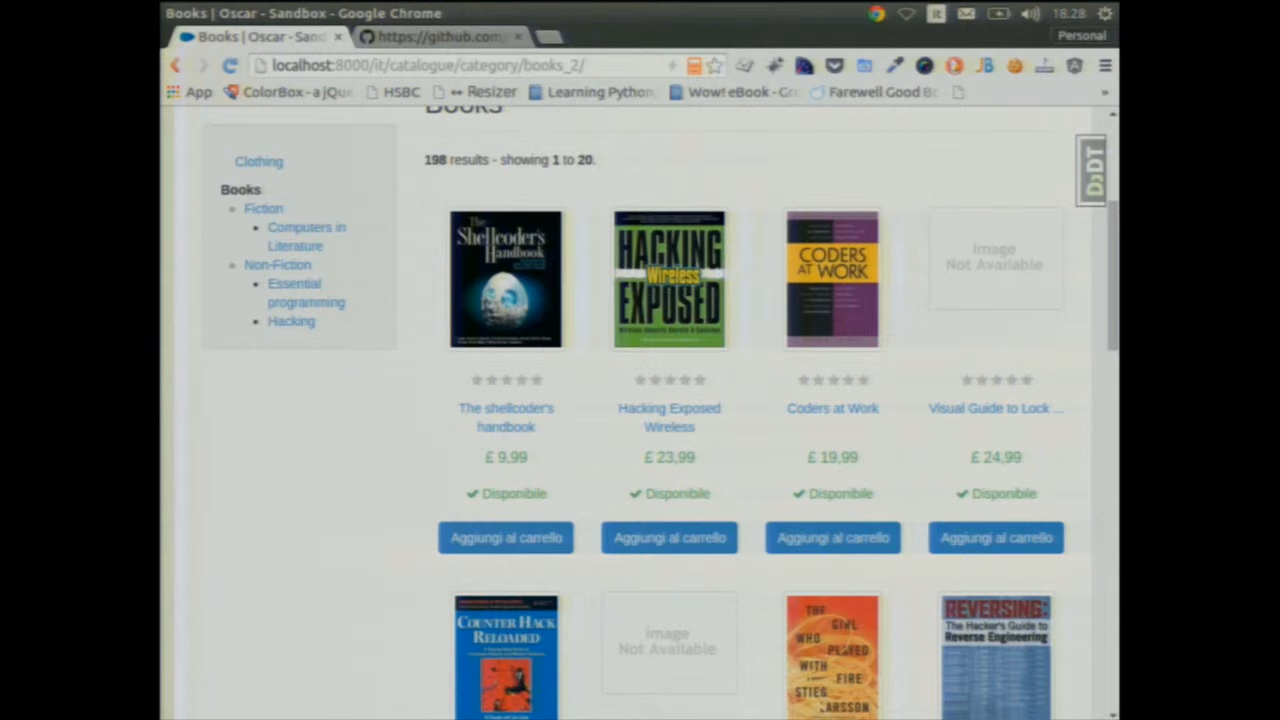 Books | Oscar - Sandbox - Google Chrome
it
18.28
Books | Oscar - Sand
https://github.com
Personal
localhost:8000/it/catalogue/category/books_2/
App
ColorBox - a jQue
HSBC
Resizer
Learning Python,
Wow! eBook - Gr
Farewell Good B
Books
Clothing
Books
Fiction
Computers in
Literature
Non-Fiction
Essential
programming
Hacking
198 results - showing 1 to 20.
DJDT
The
Shellcoder's
Handbook
HACKING
Wireless
EXPOSED
CODERS
AT WORK
Image
Not Available
The shellcoder's
handbook
Hacking Exposed
Wireless
Coders at Work
Visual Guide to Lock ...
£ 9,99
£ 23,99
£ 19,99
£ 24,99
Disponibile
Disponibile
Disponibile
Disponibile
Aggiungi al carrello
Aggiungi al carrello
Aggiungi al carrello
Aggiungi al carrello
COUNTER HACK
RELOADED
Image
Not Available
THE
GIRL
WHO
PLAYED
WITH
FIRE
STIEG
LARSSON
REVERSING:
The Hacker's Guide to
Reverse Engineering